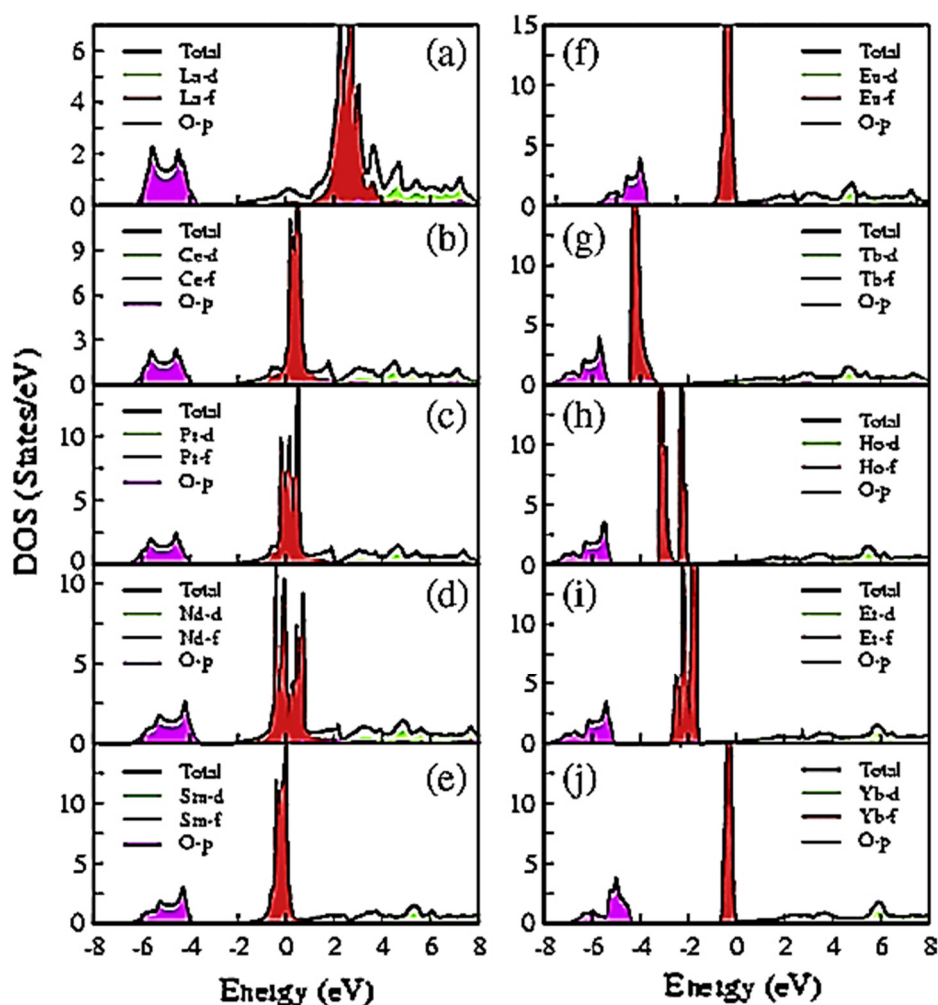 DOS (States/eV)
6
4
2
0
Total
La-d
La-f
O-p
(a)
9
6
3
0
Total
Ce-d
Ce-f
O-p
(b)
10
5
0
Total
Pr-d
Pr-f
O-p
(c)
10
5
0
Total
Nd-d
Nd-f
O-p
(d)
10
5
0
Total
Sm-d
Sm-f
O-p
(e)
-8 -6 -4 -2 0 2 4 6 8
Energy (eV)
15
10
5
0
(f)
Total
Eu-d
Eu-f
O-p
10
5
0
(g)
Total
Tb-d
Tb-f
O-p
10
5
0
(h)
Total
Ho-d
Ho-f
O-p
10
5
0
(i)
Total
Er-d
Er-f
O-p
10
5
0
(j)
Total
Yb-d
Yb-f
O-p
-8 -6 -4 -2 0 2 4 6 8
Energy (eV)